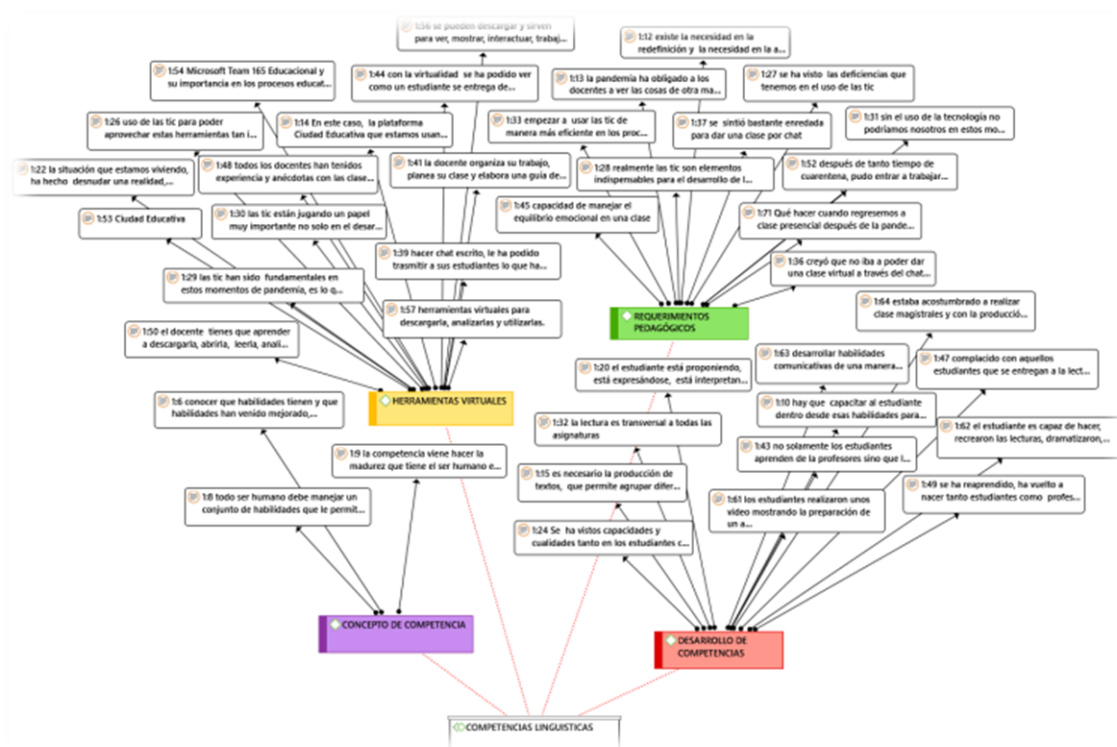 1:56 se pueden descargar y sirven
para ver, mostrar, interactuar, trabaj...
1:12 existe la necesidad en la
redefinición y la necesidad en la a...
1:54 Microsoft Team 165 Educacional y
su importancia en los procesos educat...
1:44 con la virtualidad se ha podido ver
como un estudiante se entrega de...
1:13 la pandemia ha obligado a los
docentes a ver las cosas de otra ma...
1:27 se ha visto las deficiencias que
tenemos en el uso de las tic
1:26 uso de las tic para poder
aprovechar estas herramientas tan i...
1:14 En este caso, la plataforma
Ciudad Educativa que estamos usan...
1:33 empezar a usar las tic de
manera más eficiente en los proc...
1:37 se sintió bastante enredada
para dar una clase por chat
1:31 sin el uso de la tecnología no
podríamos nosotros en estos mo...
1:22 la situación que estamos viviendo,
ha hecho desnudar una realidad,...
1:48 todos los docentes han tenidos
experiencia y anécdotas con las clase...
1:41 la docente organiza su trabajo,
planea su clase y elabora una guía de...
1:28 realmente las tic son elementos
indispensables para el desarrollo de l...
1:52 después de tanto tiempo de
cuarentena, pudo entrar a trabajar...
1:53 Ciudad Educativa
1:30 las tic están jugando un papel
muy importante no solo en el desar...
1:45 capacidad de manejar el
equilibrio emocional en una clase
1:71 Qué hacer cuando regresemos a
clase presencial después de la pande...
1:39 hacer chat escrito, le ha podido
trasmitir a sus estudiantes lo que ha...
1:36 creyó que no iba a poder dar
una clase virtual a través del chat...
1:29 las tic han sido fundamentales en
estos momentos de pandemia, es lo q...
1:57 herramientas virtuales para
descargarla, analizarlas y utilizarlas.
REQUERIMIENTOS
PEDAGÓGICOS
1:64 estaba acostumbrado a realizar
clase magistrales y con la producció...
1:50 el docente tienes que aprender
a descargarla, abrirla, leerla, anali...
1:20 el estudiante está proponiendo,
está expresándose, está interpretan...
1:63 desarrollar habilidades
comunicativas de una manera...
1:47 complacido con aquellos
estudiantes que se entregan a la lect...
HERRAMIENTAS VIRTUALES
1:6 conocer que habilidades tienen y que
habilidades han venido mejorado,...
1:32 la lectura es transversal a todas las
asignaturas
1:10 hay que capacitar al estudiante
dentro desde esas habilidades para...
1:62 el estudiante es capaz de hacer,
recrearon las lecturas, dramatizaron,...
1:9 la competencia viene hacer la
madurez que tiene el ser humano e...
1:43 no solamente los estudiantes
aprenden de la profesores sino que l...
1:15 es necesario la producción de
textos, que permite agrupar difer...
1:49 se ha reaprendido, ha vuelto a
nacer tanto estudiantes como profes...
1:8 todo ser humano debe manejar un
conjunto de habilidades que le permit...
1:61 los estudiantes realizaron unos
video mostrando la preparación de
un a...
1:24 Se ha vistos capacidades y
cualidades tanto en los estudiantes c...
CONCEPTO DE COMPETENCIA
DESARROLLO DE
COMPETENCIAS
COMPETENCIAS LINGUISTICAS